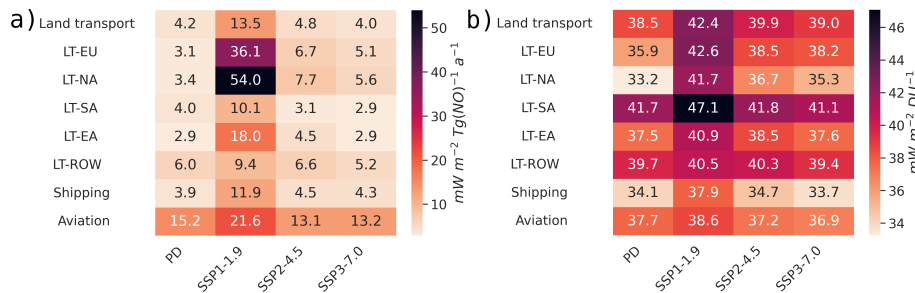 a)
Land transport 4.2 13.5 4.8 4.0
LT-EU 3.1 36.1 6.7 5.1
LT-NA 3.4 54.0 7.7 5.6
LT-SA 4.0 10.1 3.1 2.9
LT-EA 2.9 18.0 4.5 2.9
LT-ROW 6.0 9.4 6.6 5.2
Shipping 3.9 11.9 4.5 4.3
Aviation 15.2 21.6 13.1 13.2
PD SSP1-1.9 SSP2-4.5 SSP3-7.0
50
40
30
20
10
mW m⁻² Tg(NO)⁻¹ a⁻¹
b)
Land transport 38.5 42.4 39.9 39.0
LT-EU 35.9 42.6 38.5 38.2
LT-NA 33.2 41.7 36.7 35.3
LT-SA 41.7 47.1 41.8 41.1
LT-EA 37.5 40.9 38.5 37.6
LT-ROW 39.7 40.5 40.3 39.4
Shipping 34.1 37.9 34.7 33.7
Aviation 37.7 38.6 37.2 36.9
PD SSP1-1.9 SSP2-4.5 SSP3-7.0
46
44
42
40
38
36
34
mW m⁻² DU⁻¹